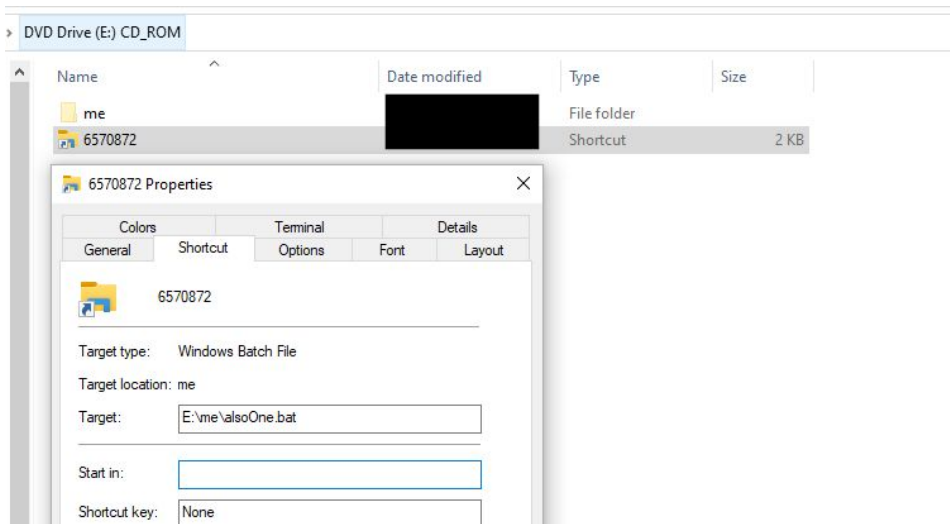 › DVD Drive (E:) CD_ROM
Name Date modified Type Size
me File folder
6570872 Shortcut 2 KB
6570872 Properties
Colors Terminal Details
General Shortcut Options Font Layout
6570872
Target type: Windows Batch File
Target location: me
Target: E:\me\alsoOne.bat
Start in:
Shortcut key: None